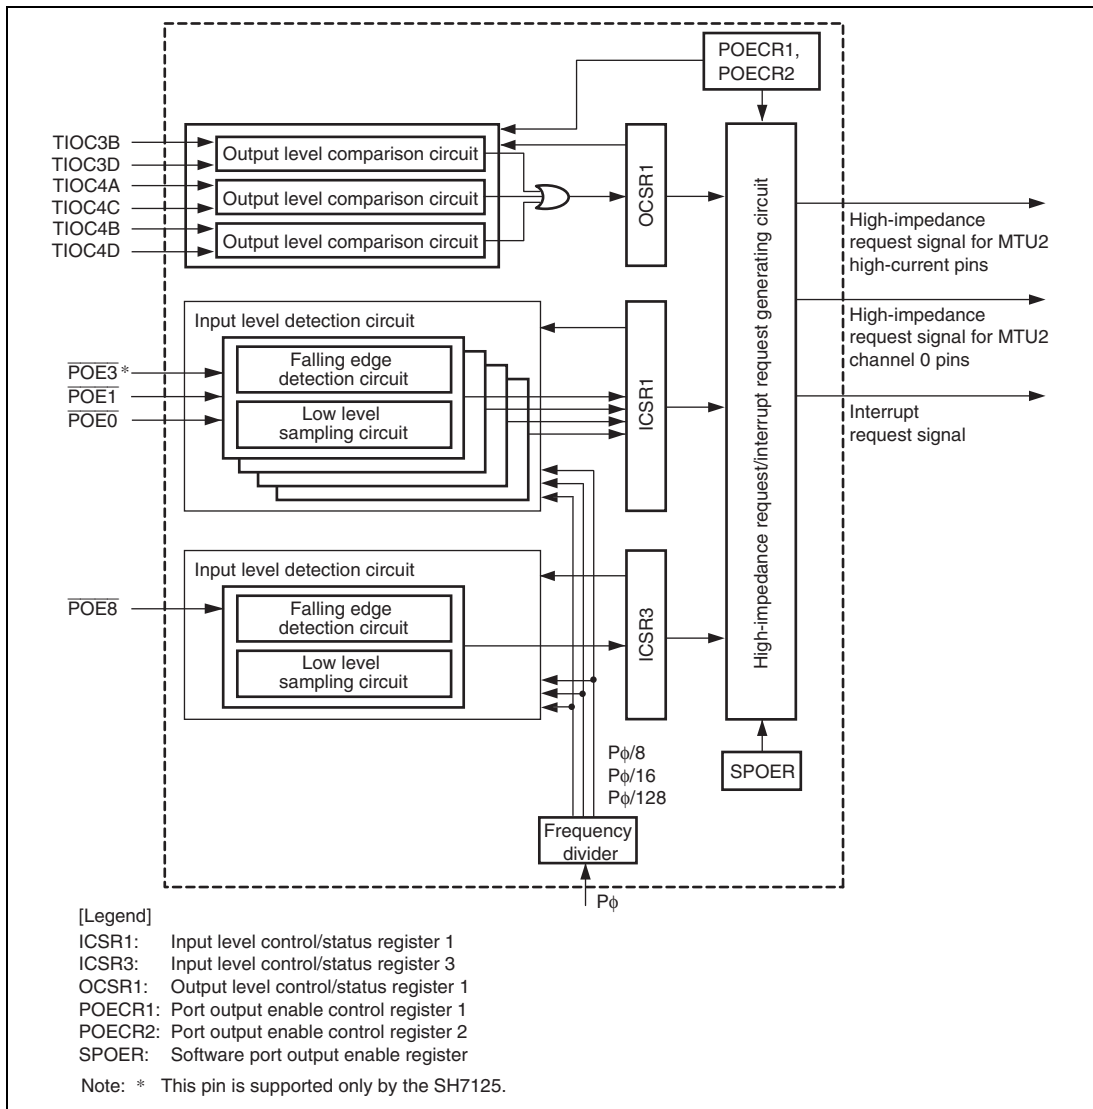 POECR1,
POECR2
TIOC3B
TIOC3D
TIOC4A
TIOC4C
TIOC4B
TIOC4D
Output level comparison circuit
Output level comparison circuit
Output level comparison circuit
OCSR1
High-impedance request/interrupt request generating circuit
High-impedance
request signal for MTU2
high-current pins
High-impedance
request signal for MTU2
channel 0 pins
Interrupt
request signal
Input level detection circuit
POE3 *
POE1
POE0
Falling edge
detection circuit
Low level
sampling circuit
ICSR1
Input level detection circuit
POE8
Falling edge
detection circuit
Low level
sampling circuit
ICSR3
Pφ/8
Pφ/16
Pφ/128
SPOER
Frequency
divider
Pφ
[Legend]
ICSR1: Input level control/status register 1
ICSR3: Input level control/status register 3
OCSR1: Output level control/status register 1
POECR1: Port output enable control register 1
POECR2: Port output enable control register 2
SPOER: Software port output enable register
Note: * This pin is supported only by the SH7125.